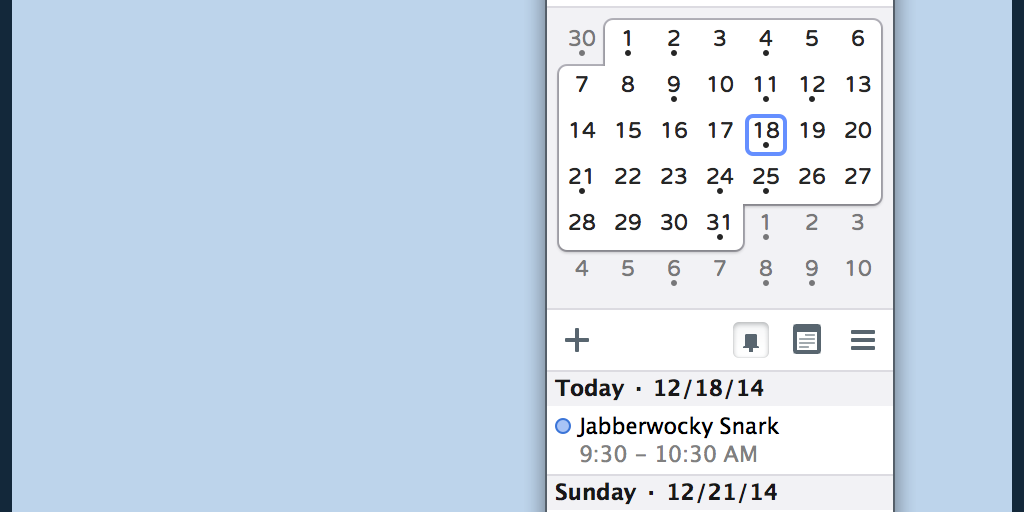 30 1 2 3 4 5 6
7 8 9 10 11 12 13
14 15 16 17 18 19 20
21 22 23 24 25 26 27
28 29 30 31 1 2 3
4 5 6 7 8 9 10
Today · 12/18/14
Jabberwocky Snark
9:30 – 10:30 AM
Sunday · 12/21/14